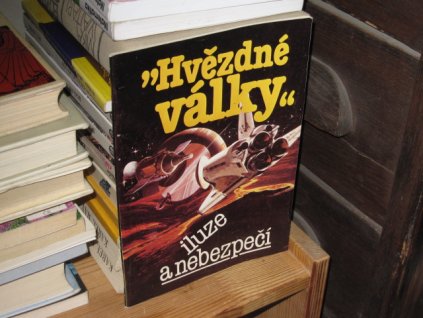 „Hvězdné
války“
iluze
a nebezpečí